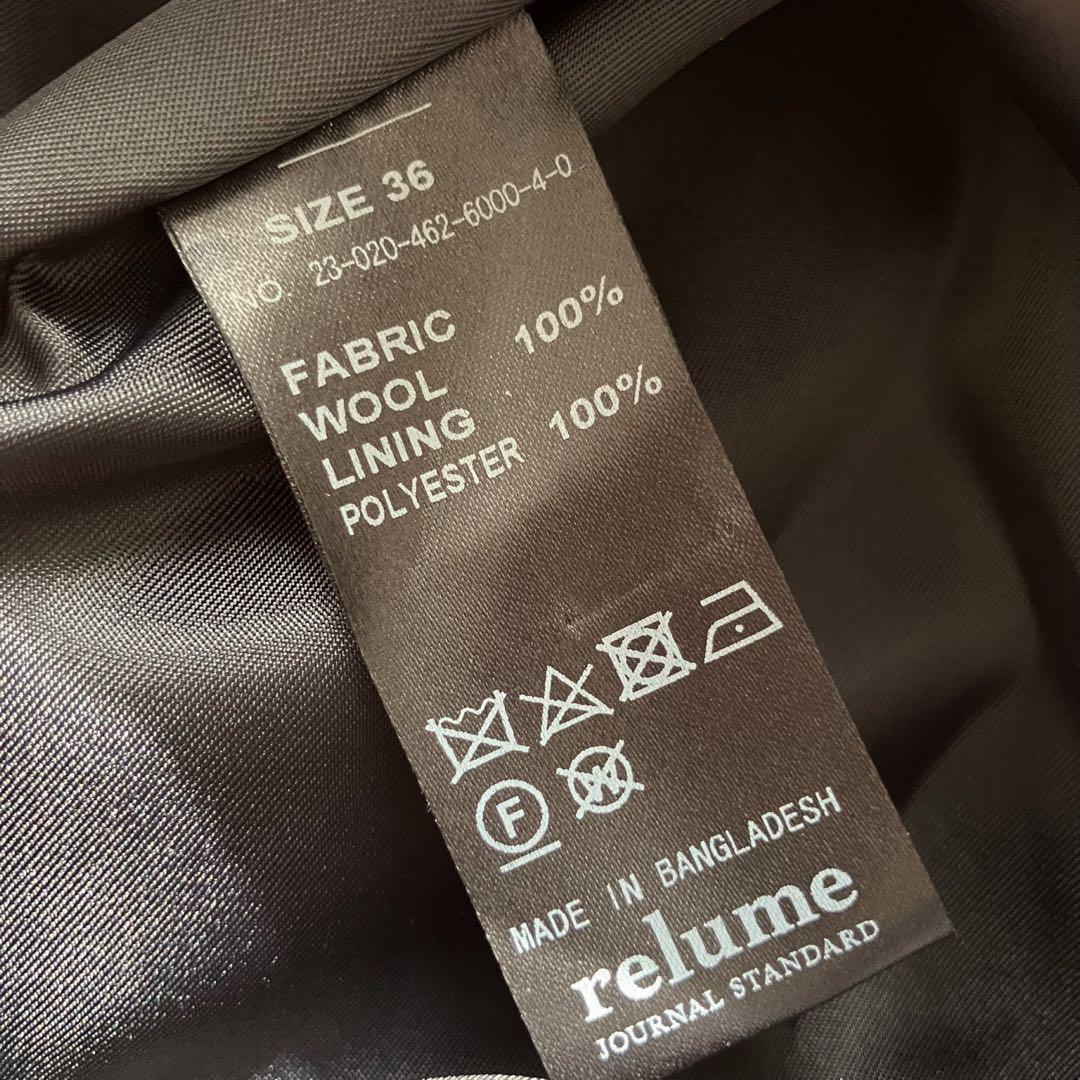 SIZE 36
NO. 23-020-462-6000-4-0
FABRIC
WOOL 100%
LINING
POLYESTER 100%
F W
MADE IN BANGLADESH
relume
JOURNAL STANDARD